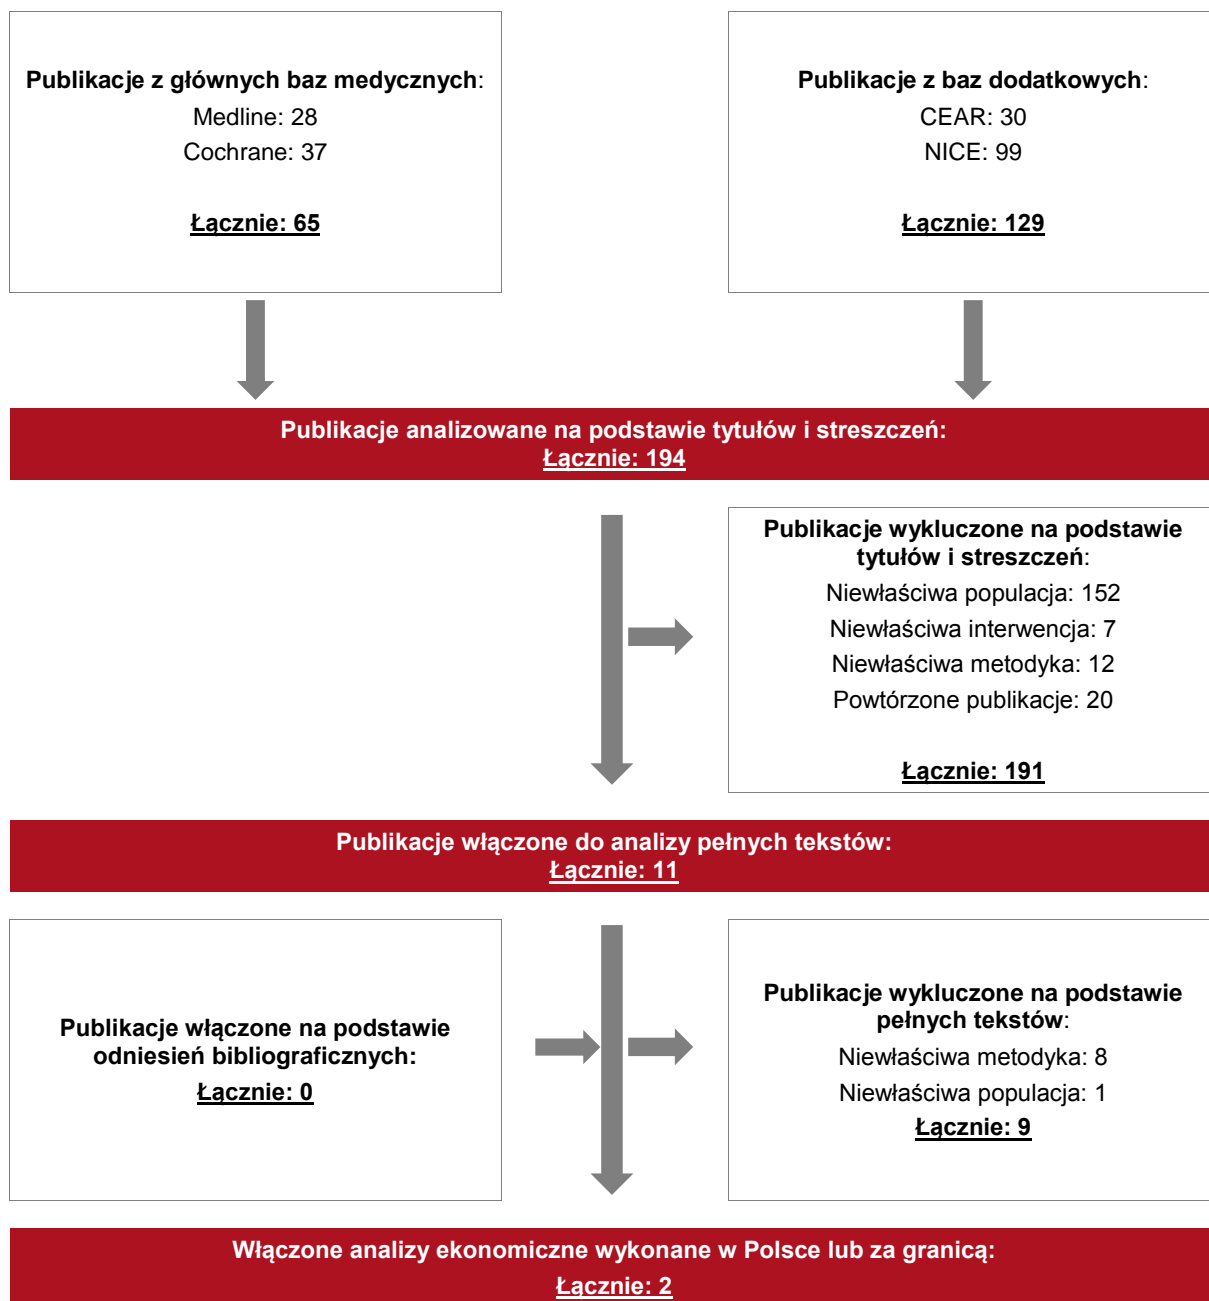 Publikacje z głównych baz medycznych:
Medline: 28
Cochrane: 37
Łącznie: 65
Publikacje z baz dodatkowych:
CEAR: 30
NICE: 99
Łącznie: 129
Publikacje analizowane na podstawie tytułów i streszczeń:
Łącznie: 194
Publikacje wykluczone na podstawie
tytułów i streszczeń:
Niewłaściwa populacja: 152
Niewłaściwa interwencja: 7
Niewłaściwa metodyka: 12
Powtórzone publikacje: 20
Łącznie: 191
Publikacje włączone do analizy pełnych tekstów:
Łącznie: 11
Publikacje włączone na podstawie
odniesień bibliograficznych:
Łącznie: 0
Publikacje wykluczone na podstawie
pełnych tekstów:
Niewłaściwa metodyka: 8
Niewłaściwa populacja: 1
Łącznie: 9
Włączone analizy ekonomiczne wykonane w Polsce lub za granicą:
Łącznie: 2